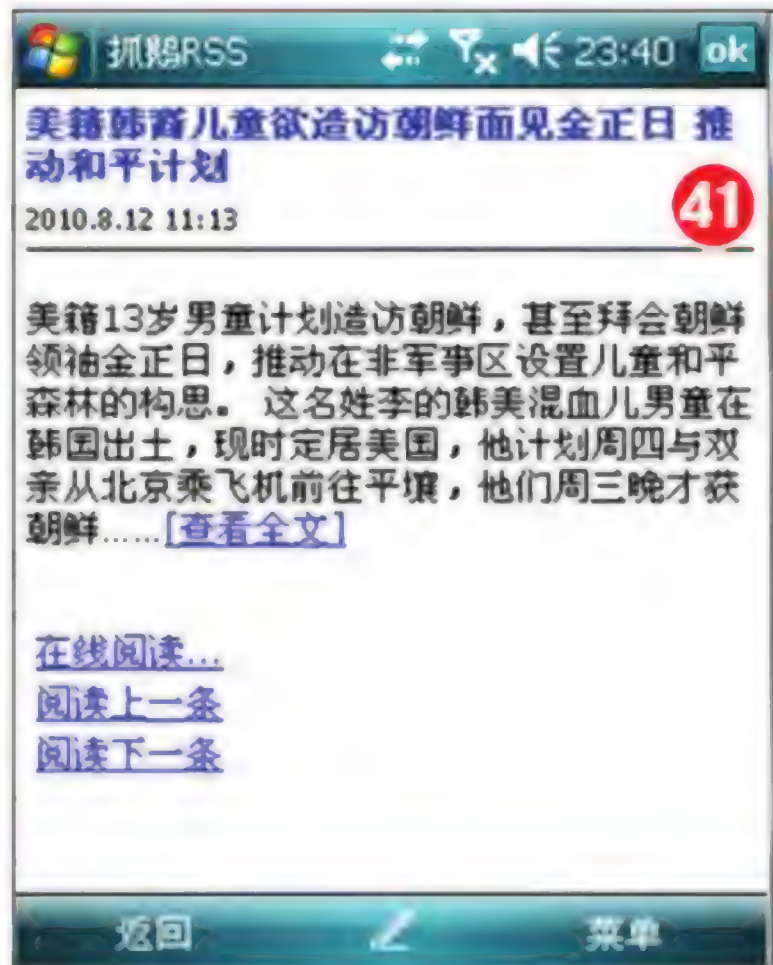 抓鸥RSS 23:40 ok
美籍韩裔儿童欲造访朝鲜面见金正日 推
动和平计划
2010.8.12 11:13
41
美籍13岁男童计划造访朝鲜，甚至拜会朝鲜
领袖金正日，推动在非军事区设置儿童和平
森林的构思。 这名姓李的韩美混血儿男童在
韩国出土，现时定居美国，他计划周四与双
亲从北京乘飞机前往平壤，他们周三晚才获
朝鲜……[查看全文]
在线阅读...
阅读上一条
阅读下一条
返回 菜单